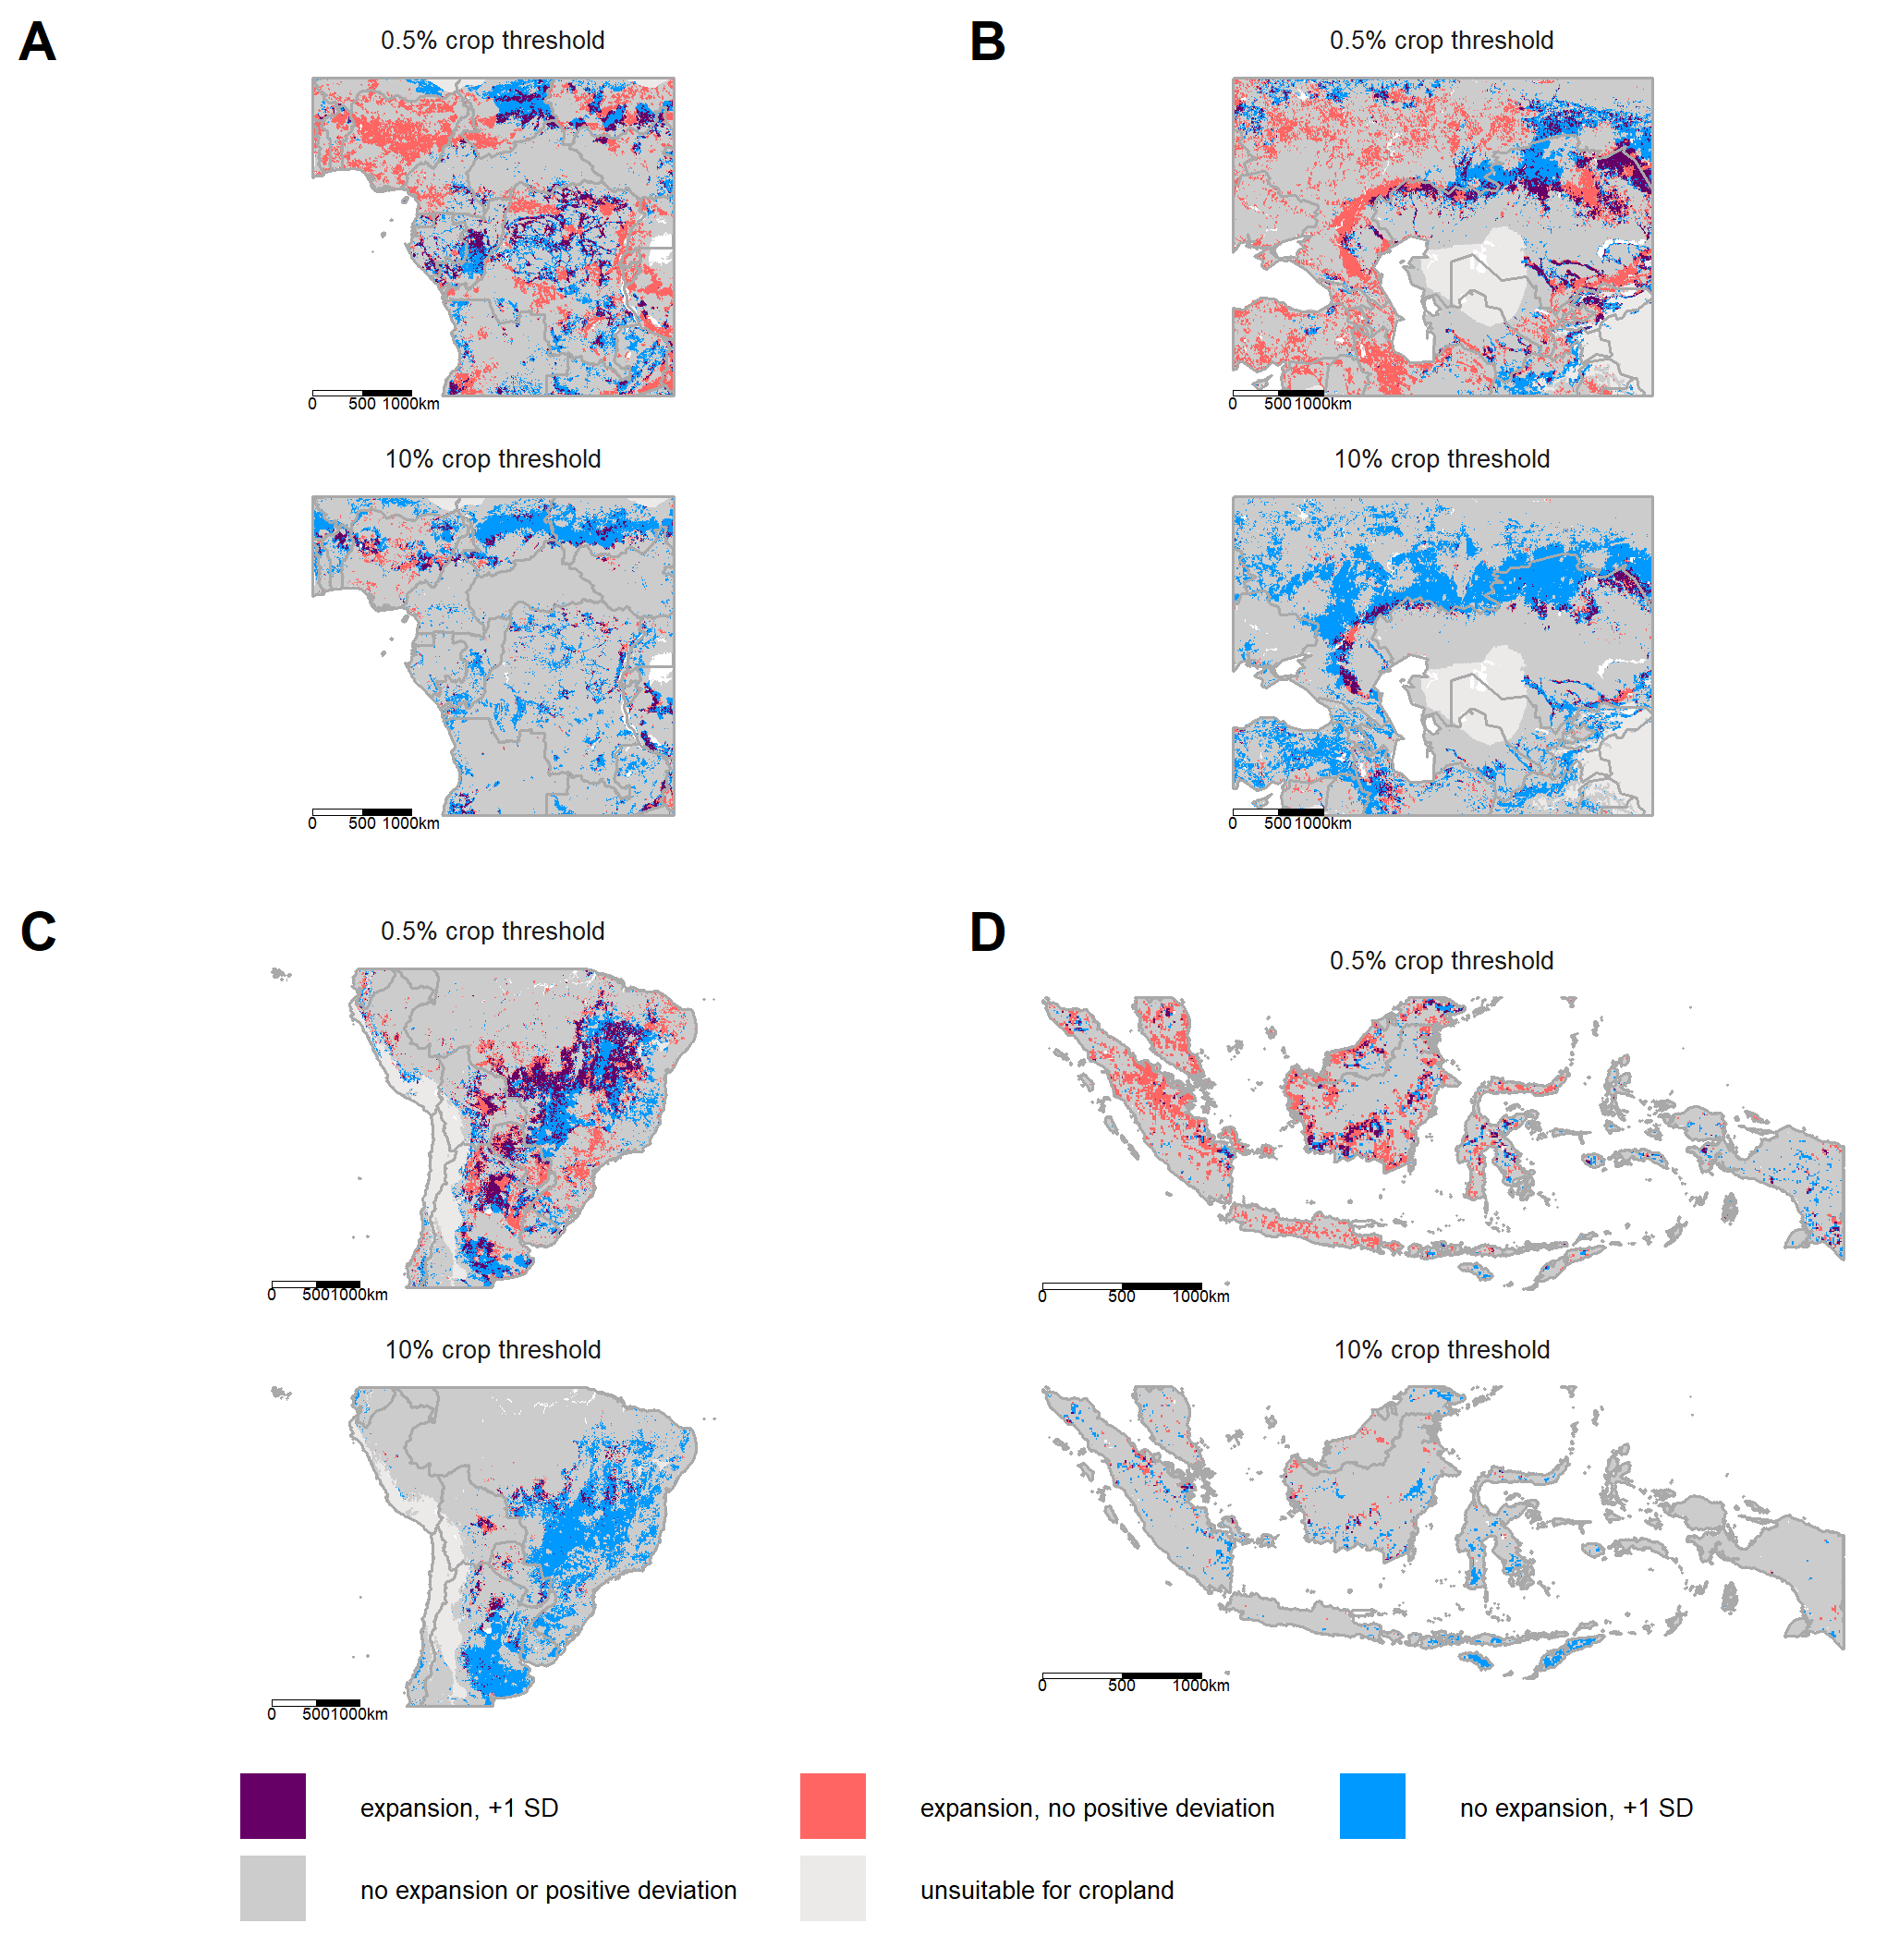 A
0.5% crop threshold
0 500 1000km
10% crop threshold
0 500 1000km
B
0.5% crop threshold
0 500 1000km
10% crop threshold
0 500 1000km
C
0.5% crop threshold
0 500 1000km
10% crop threshold
0 500 1000km
D
0.5% crop threshold
0 500 1000km
10% crop threshold
0 500 1000km
expansion, +1 SD
expansion, no positive deviation
no expansion, +1 SD
no expansion or positive deviation
unsuitable for cropland